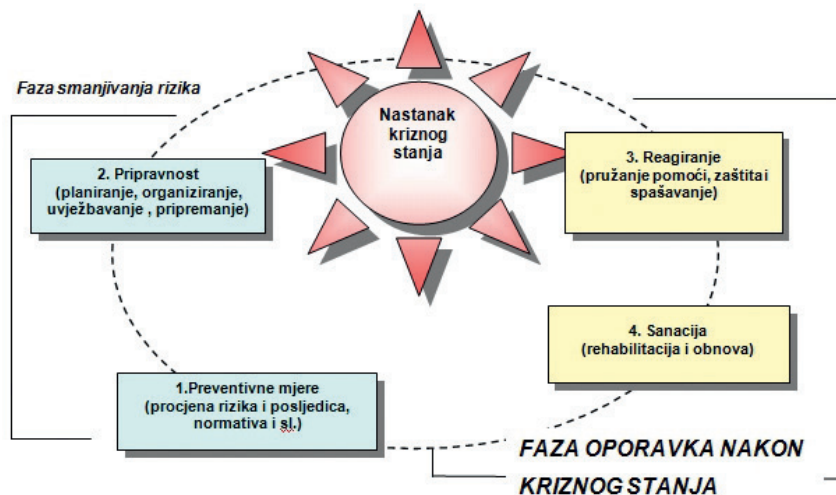 Faza smanjivanja rizika
Nastanak
kriznog
stanja
2. Pripravnost
(planiranje, organiziranje,
uvježbavanje , pripremanje)
3. Reagiranje
(pružanje pomoći, zaštita i
spašavanje)
4. Sanacija
(rehabilitacija i obnova)
1.Preventivne mjere
(procjena rizika i posljedica,
normativa i sl.)
FAZA OPORAVKA NAKON
KRIZNOG STANJA